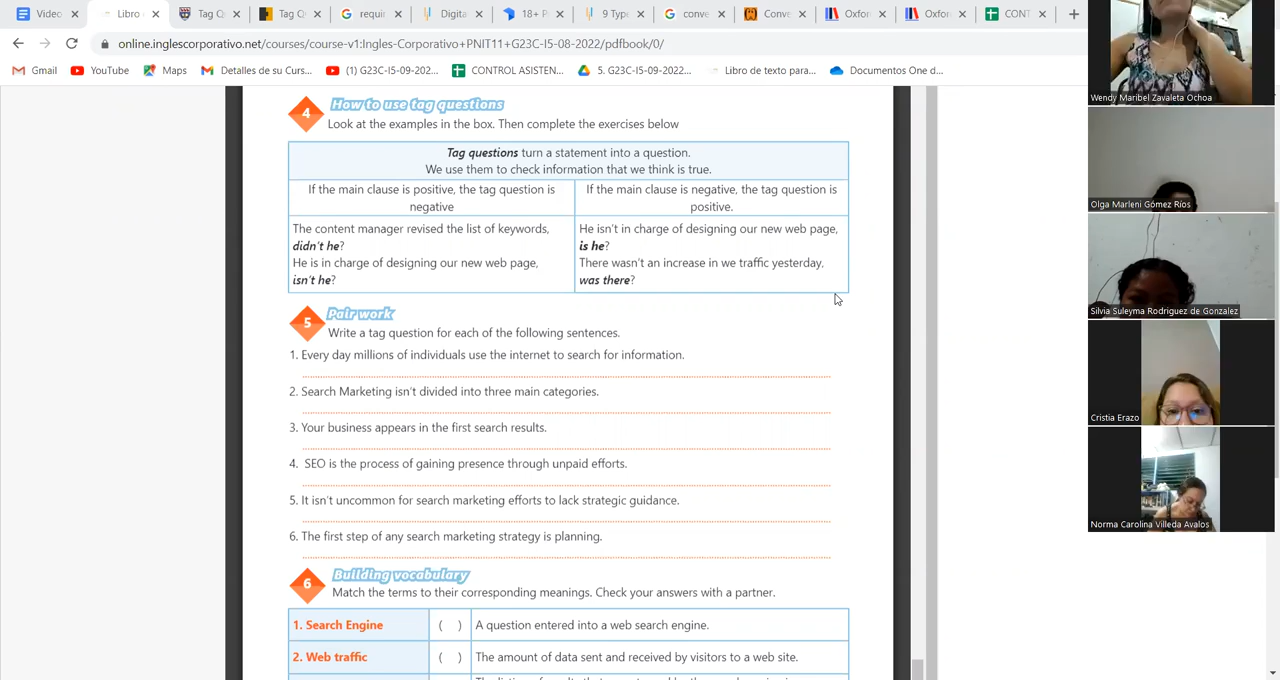 Video
Libro
Tag Q
Tag Q
requi
Digita
18+ P
9 Type
conve
Conve
Oxfor
Oxfor
CONT
online.inglescorporativo.net/courses/course-v1:Ingles-Corporativo+PNIT11+G23C-I5-08-2022/pdfbook/0/
Gmail
YouTube
Maps
Detalles de su Curs...
(1) G23C-I5-09-202...
CONTROL ASISTEN...
5. G23C-I5-09-2022...
Libro de texto para...
Documentos One d...
4
How to use tag questions
Look at the examples in the box. Then complete the exercises below
Tag questions turn a statement into a question.
We use them to check information that we think is true.
If the main clause is positive, the tag question is
negative
If the main clause is negative, the tag question is
positive.
The content manager revised the list of keywords,
didn't he?
He is in charge of designing our new web page,
isn't he?
He isn't in charge of designing our new web page,
is he?
There wasn't an increase in we traffic yesterday,
was there?
5
Pair work
Write a tag question for each of the following sentences.
1. Every day millions of individuals use the internet to search for information.
2. Search Marketing isn't divided into three main categories.
3. Your business appears in the first search results.
4. SEO is the process of gaining presence through unpaid efforts.
5. It isn't uncommon for search marketing efforts to lack strategic guidance.
6. The first step of any search marketing strategy is planning.
6
Building vocabulary
Match the terms to their corresponding meanings. Check your answers with a partner.
1. Search Engine ( ) A question entered into a web search engine.
2. Web traffic ( ) The amount of data sent and received by visitors to a web site.
Wendy Maribel Zavaleta Ochoa
Olga Marleni Gómez Ríos
Silvia Suleyma Rodriguez de Gonzalez
Cristia Erazo
Norma Carolina Villeda Avalos